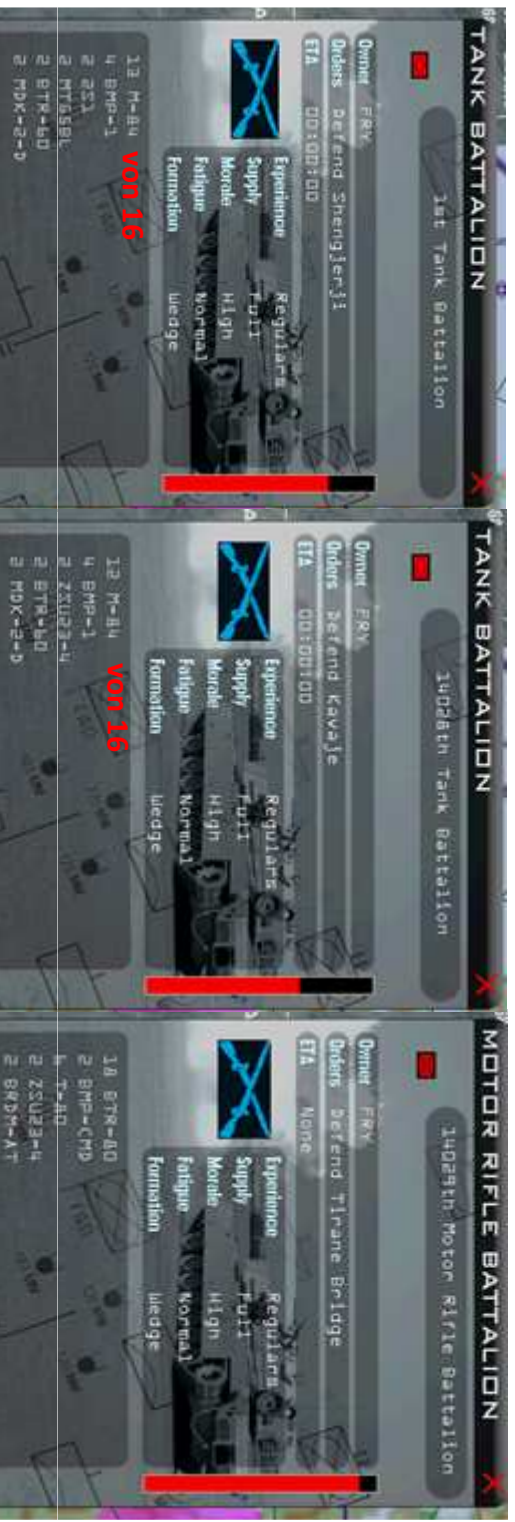 TANK BATTALION
1st Tank Battalion
Owner FRY
Orders Defend Shengjerji
ETA 00:00:00
Experience Regulars
Supply Full
Morale High
Fatigue Normal
Formation Wedge
13 M-84 von 16
4 BMP-1
2 2S1
2 MT65BL
2 BTR-60
2 MDK-2-D
TANK BATTALION
14028th Tank Battalion
Owner FRY
Orders Defend Kavaje
ETA 00:00:00
Experience Regulars
Supply Full
Morale High
Fatigue Normal
Formation Wedge
12 M-84 von 16
4 BMP-1
2 ZSU23-4
2 BTR-60
2 MDK-2-D
MOTOR RIFLE BATTALION
14029th Motor Rifle Battalion
Owner FRY
Orders Defend Tirane Bridge
ETA None
Experience Regulars
Supply Full
Morale High
Fatigue Normal
Formation Wedge
18 BTR-80
2 BMP-CMD
2 ZSU23-4
2 BRDM-AT